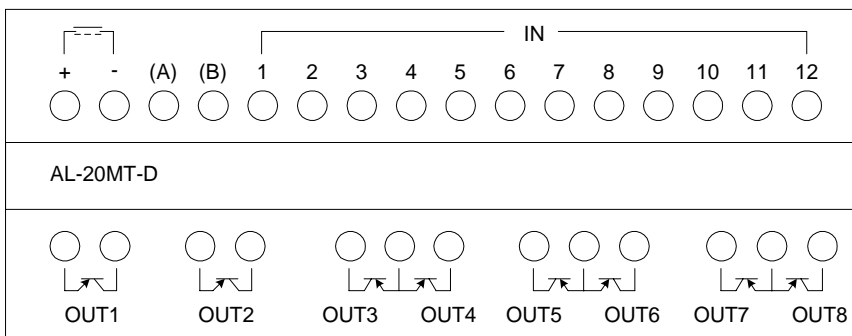 IN
+ - (A) (B) 1 2 3 4 5 6 7 8 9 10 11 12
AL-20MT-D
OUT1 OUT2 OUT3 OUT4 OUT5 OUT6 OUT7 OUT8